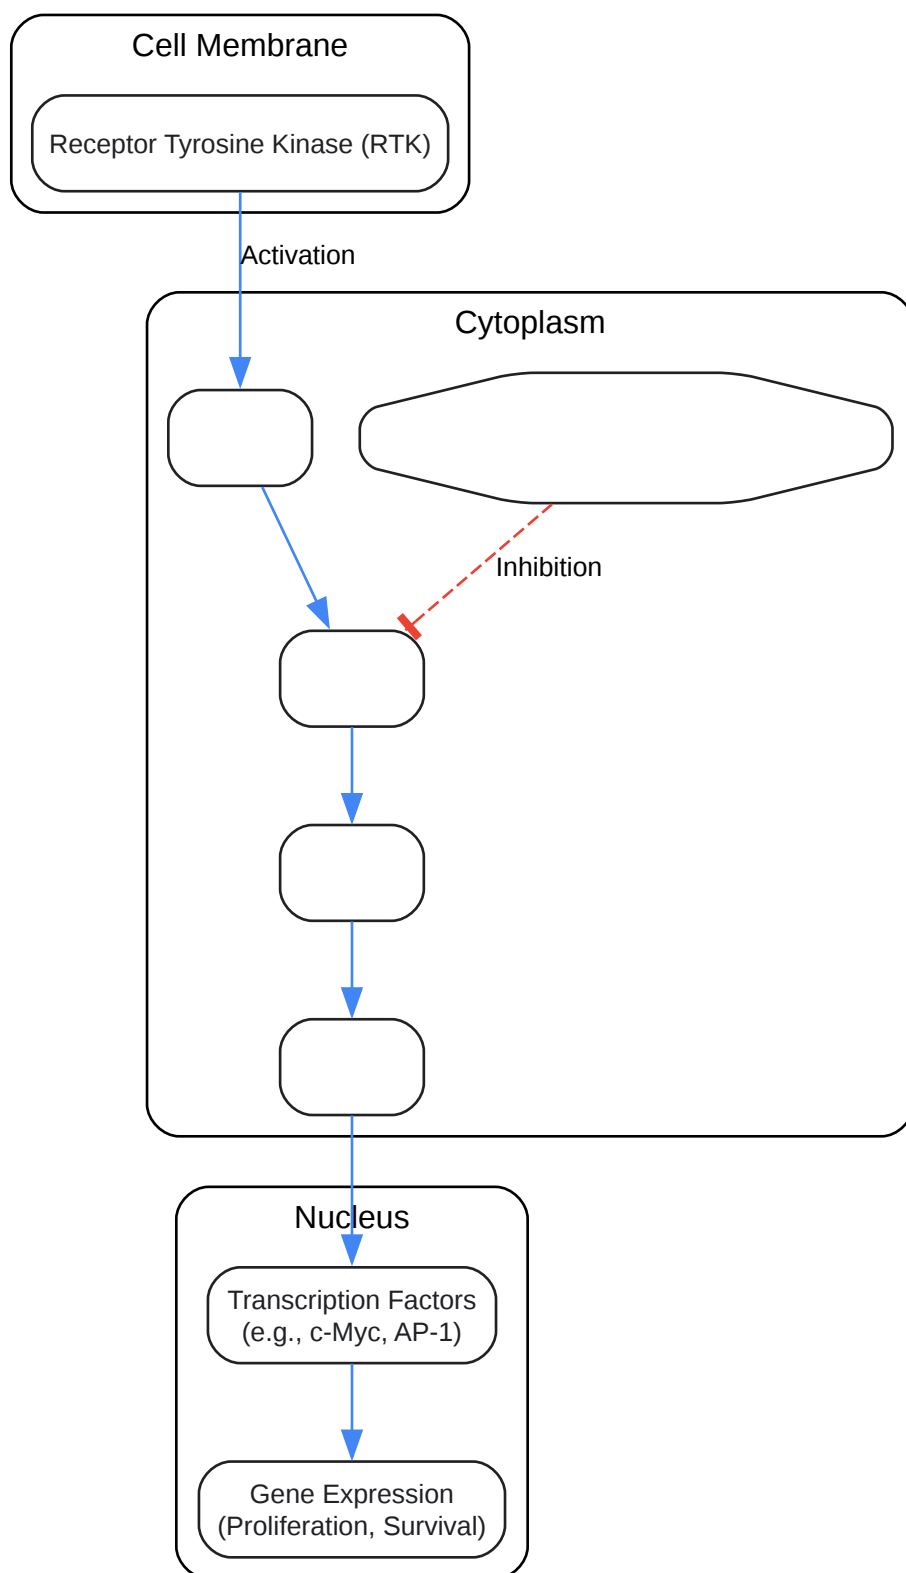 Cell Membrane
Receptor Tyrosine Kinase (RTK)
Activation
Cytoplasm
Inhibition
Nucleus
Transcription Factors
(e.g., c-Myc, AP-1)
Gene Expression
(Proliferation, Survival)